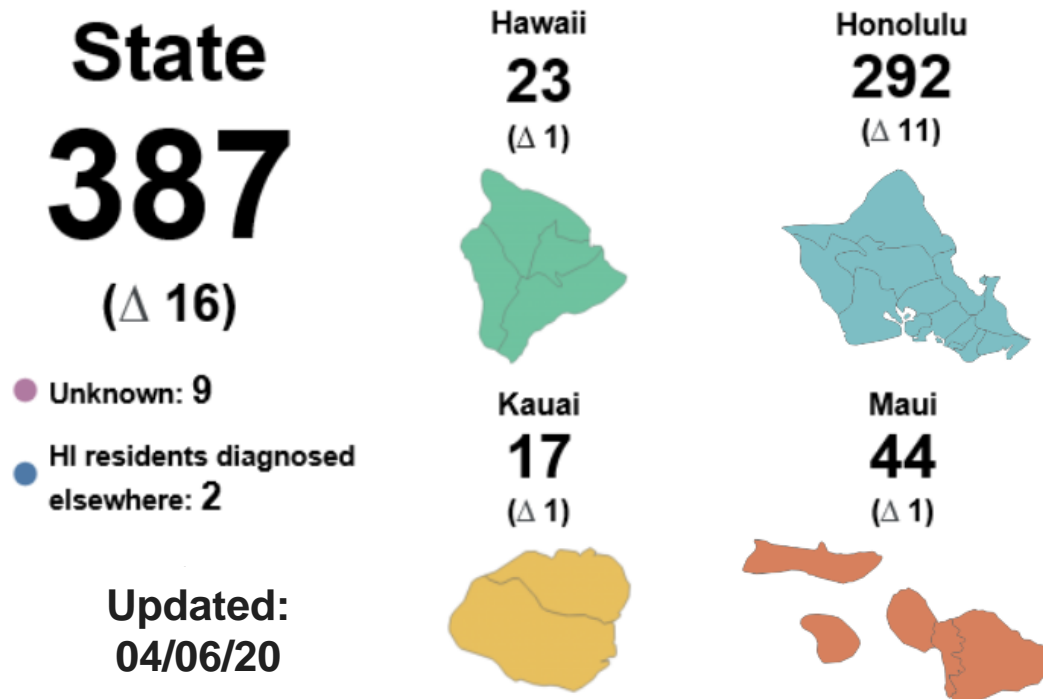 State
387
(Δ 16)
Unknown: 9
HI residents diagnosed
elsewhere: 2
Updated:
04/06/20
Hawaii
23
(Δ 1)
Honolulu
292
(Δ 11)
Kauai
17
(Δ 1)
Maui
44
(Δ 1)